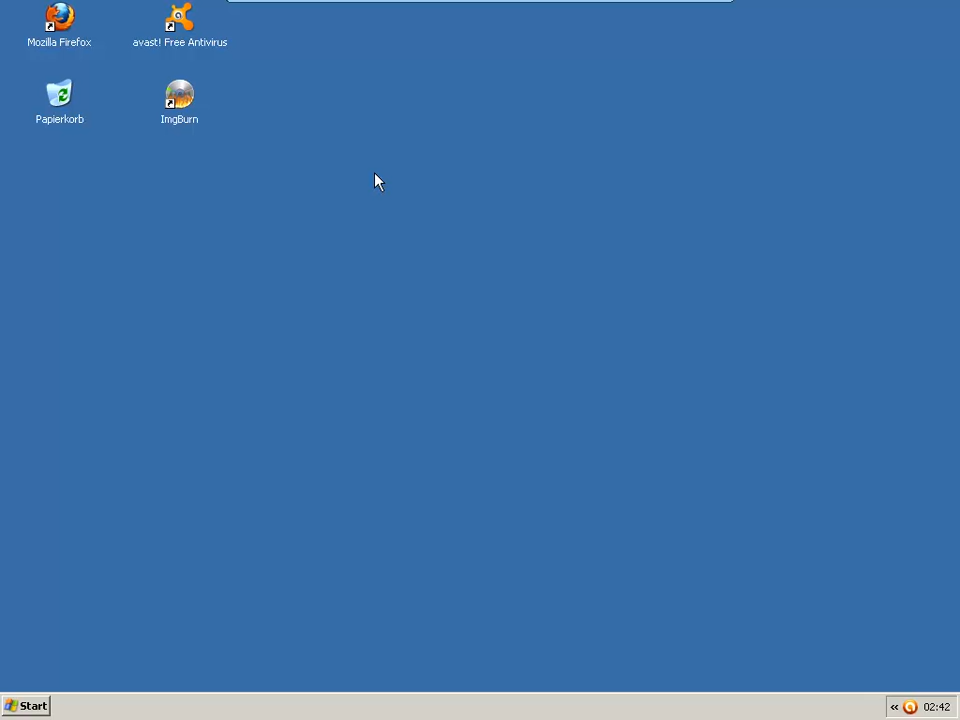 Mozilla Firefox
avast! Free Antivirus
Papierkorb
ImgBurn
Start
02:42